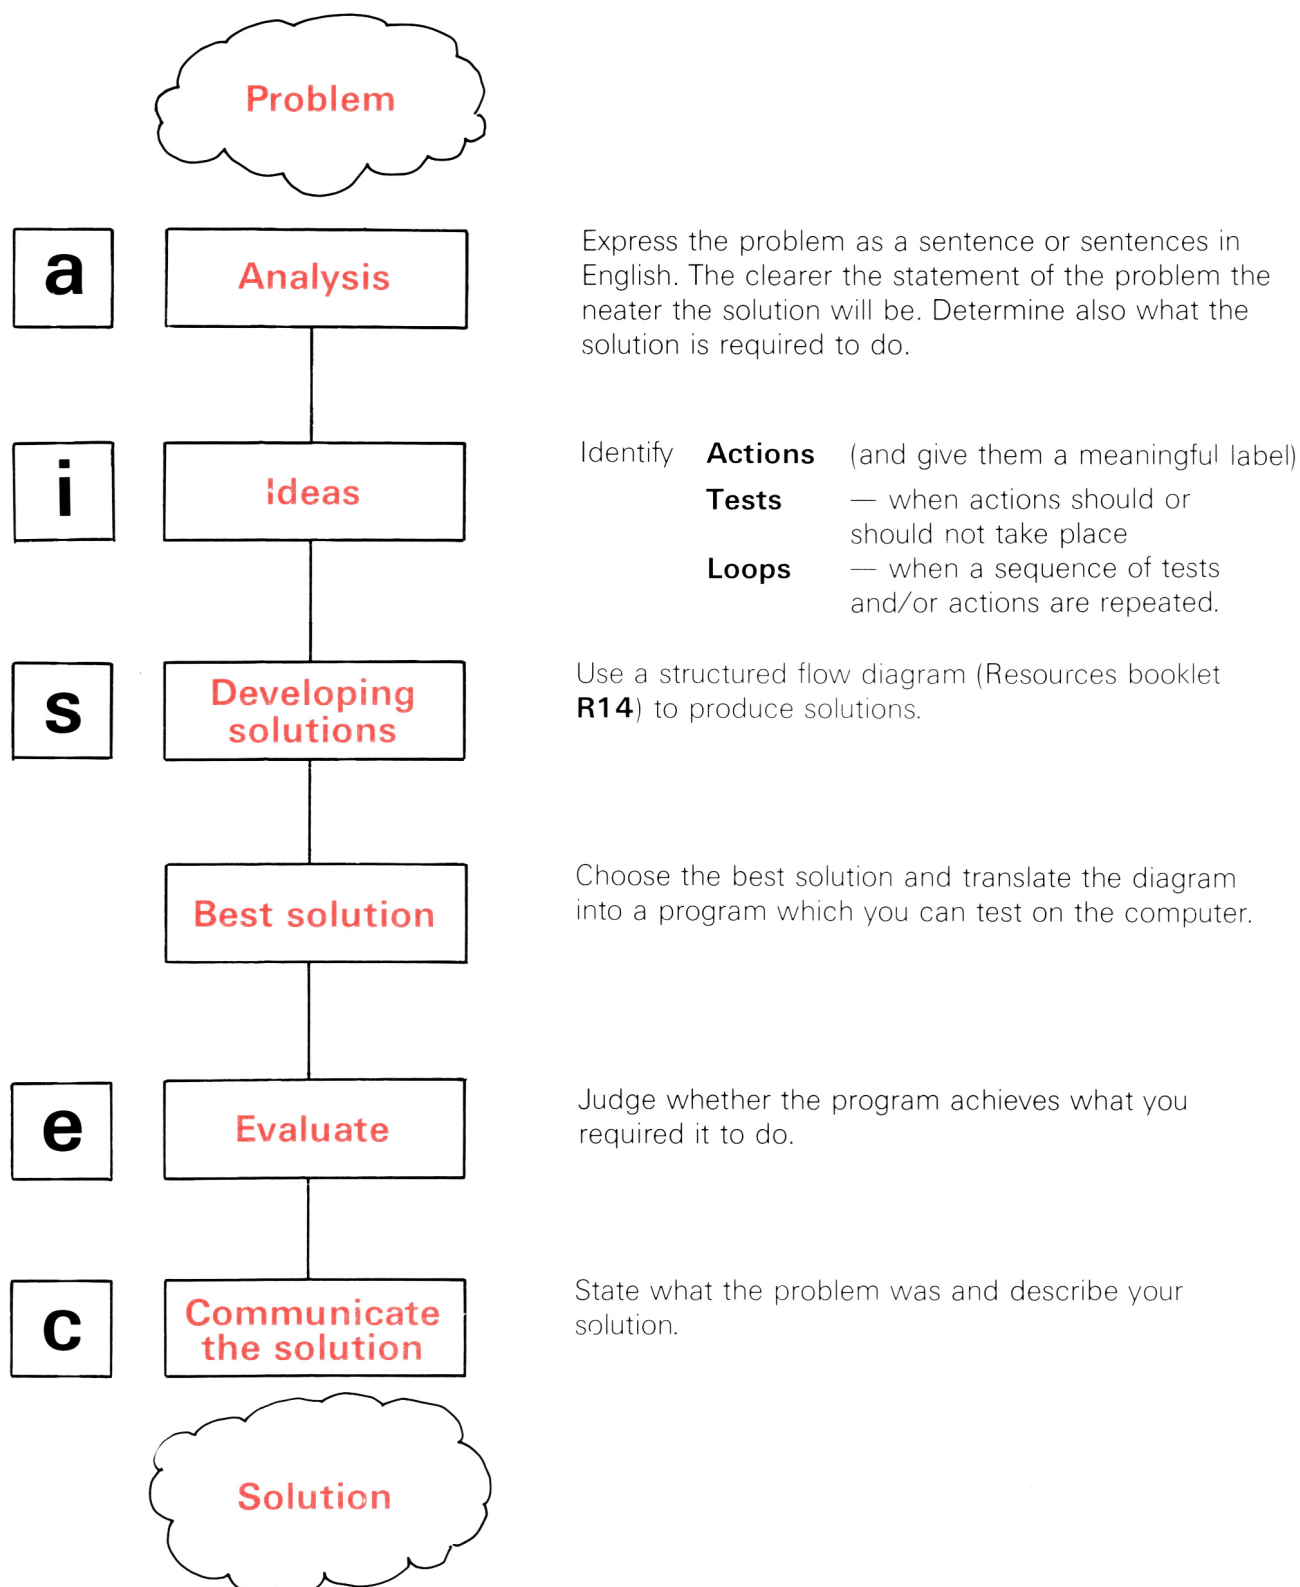 Problem
a
Analysis
Express the problem as a sentence or sentences in
English. The clearer the statement of the problem the
neater the solution will be. Determine also what the
solution is required to do.
i
Ideas
Identify Actions (and give them a meaningful label)
Tests — when actions should or
should not take place
Loops — when a sequence of tests
and/or actions are repeated.
s
Developing
solutions
Use a structured flow diagram (Resources booklet
R14) to produce solutions.
Best solution
Choose the best solution and translate the diagram
into a program which you can test on the computer.
e
Evaluate
Judge whether the program achieves what you
required it to do.
c
Communicate
the solution
State what the problem was and describe your
solution.
Solution